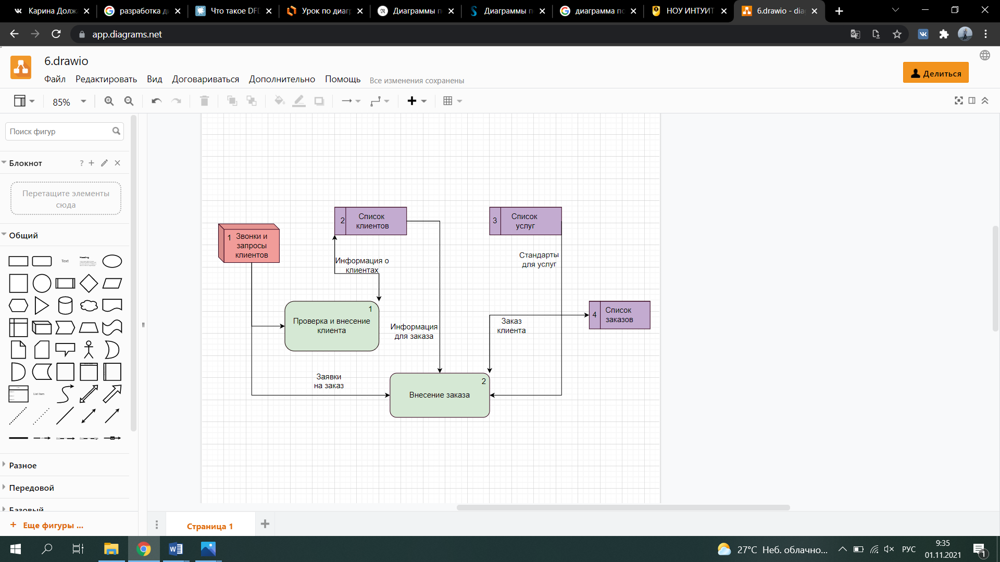 Карина Долж
разработка д
Что такое DFD
Урок по диаг
Диаграммы п
Диаграммы п
диаграмма по
НОУ ИНТУИТ
6.drawio - dia
app.diagrams.net
6.drawio
Файл Редактировать Вид Договариваться Дополнительно Помощь Все изменения сохранены
Делиться
85%
Поиск фигур
Блокнот
?
Перетащите элементы
сюда
Общий
Text
Heading
List Item
Разное
Передовой
Базовый
+ Еще фигуры ...
1 Звонки и
запросы
клиентов
2 Список
клиентов
3 Список
услуг
Информация о
клиентах
Стандарты
для услуг
1
Проверка и внесение
клиента
Информация
для заказа
Заказ
клиента
4 Список
заказов
Заявки
на заказ
2
Внесение заказа
Страница 1
27°C Неб. облачно...
РУС
9:35
01.11.2021
1